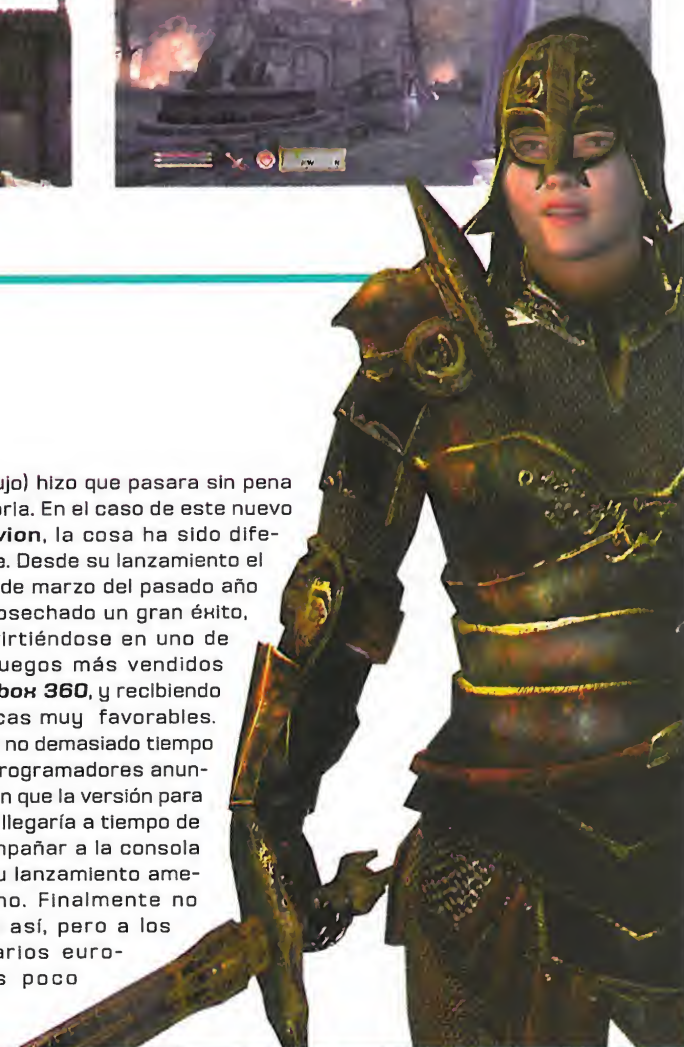 ujo) hizo que pasara sin pena
oria. En el caso de este nuevo
vion, la cosa ha sido dife-
e. Desde su lanzamiento el
de marzo del pasado año
osechado un gran éxito,
irtiéndose en uno de
uegos más vendidos
box 360, y recibiendo
cas muy favorables.
no demasiado tiempo
rogramadores anun-
n que la versión para
llegaría a tiempo de
mpañar a la consola
u lanzamiento ame-
no. Finalmente no
así, pero a los
arios euro-
s poco